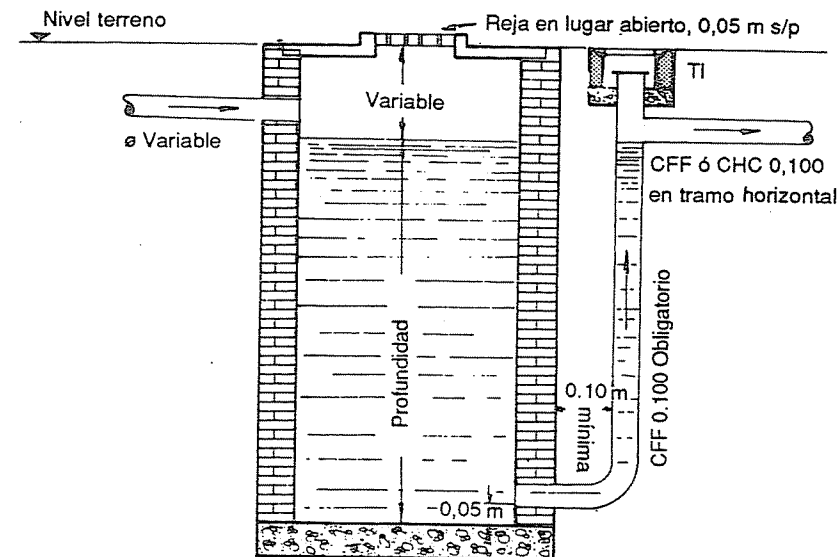 Nivel terreno
Reja en lugar abierto, 0,05 m s/p
TI
Variable
ø Variable
CFF ó CHC 0,100
en tramo horizontal
Profundidad
CFF 0.100 Obligatorio
0.10 m
mínima
-0,05 m